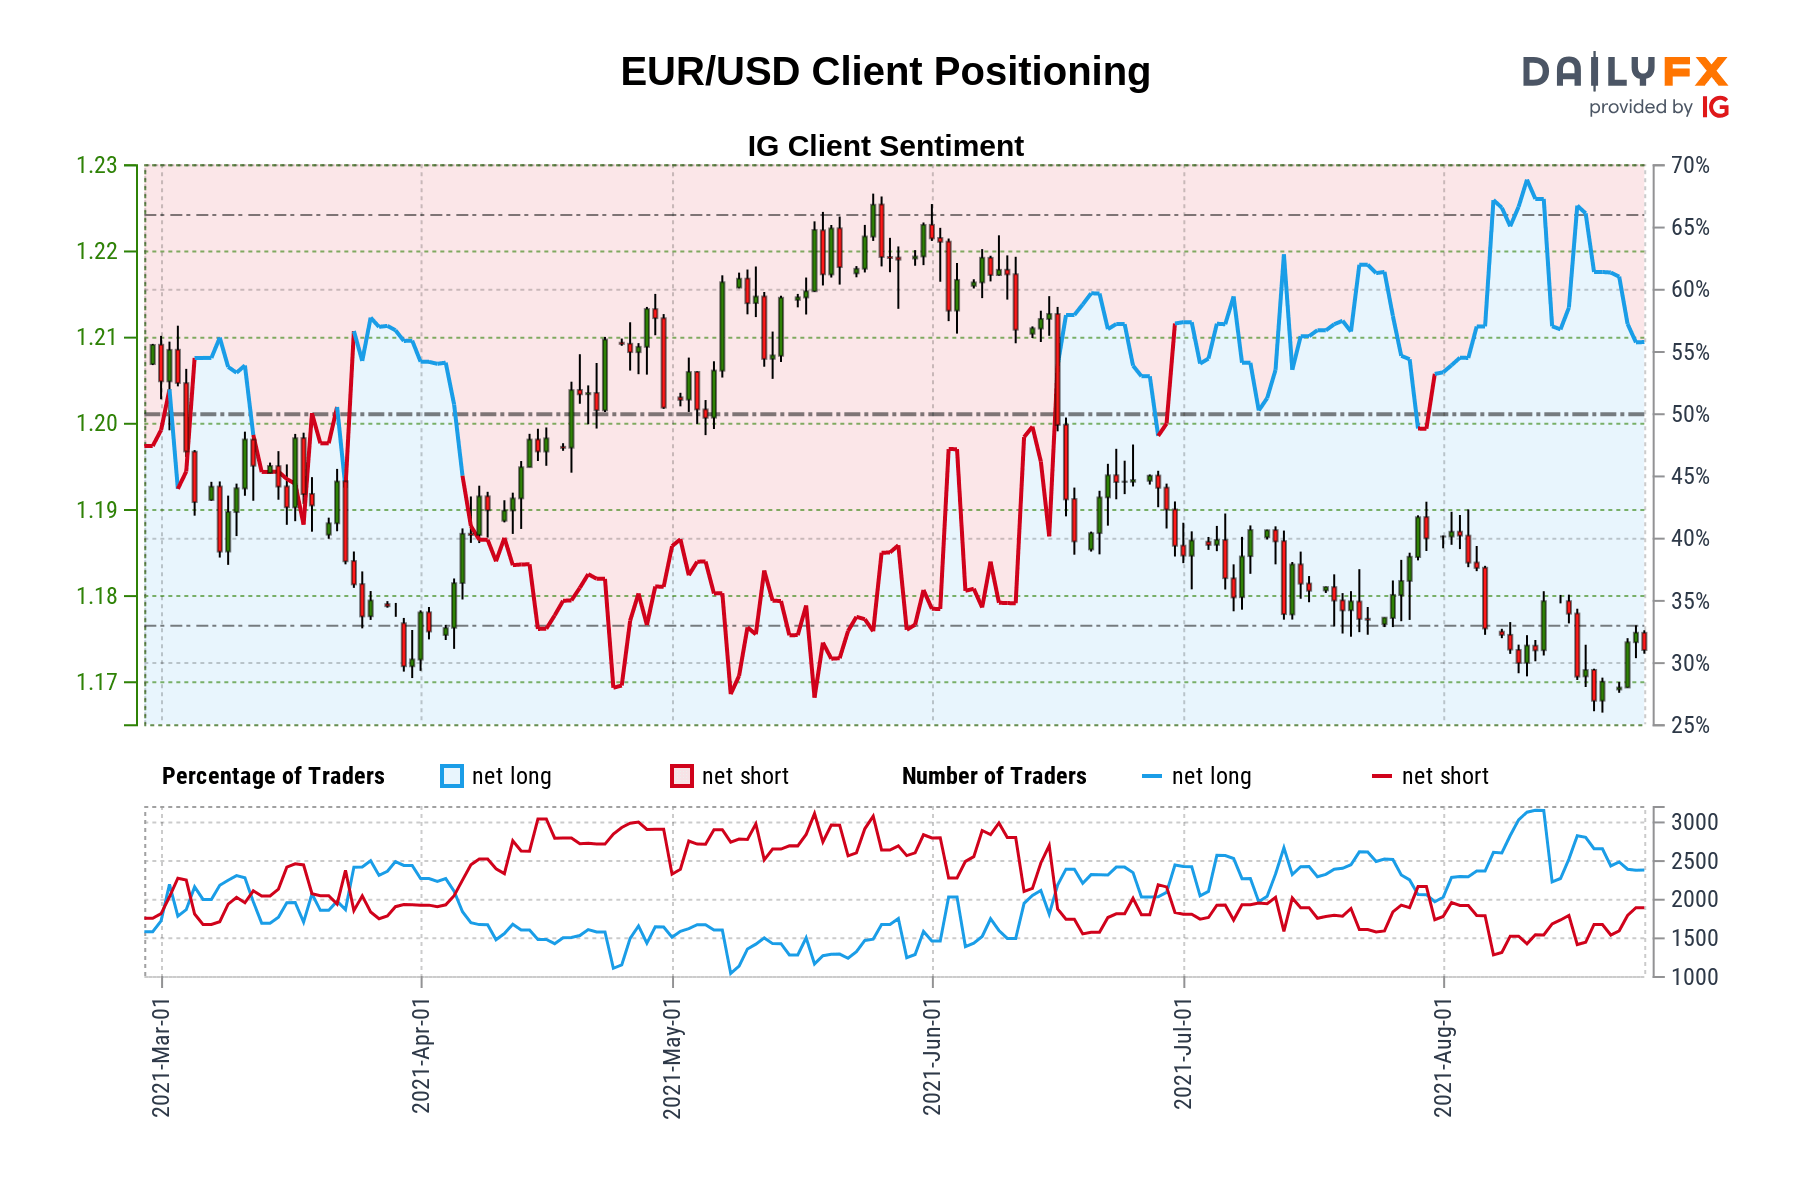 EUR/USD Client Positioning
DAILYFX
provided by IG
IG Client Sentiment
1.23
1.22
1.21
1.20
1.19
1.18
1.17
70%
65%
60%
55%
50%
45%
40%
35%
30%
25%
Percentage of Traders net long net short Number of Traders net long net short
3000
2500
2000
1500
1000
2021-Mar-01
2021-Apr-01
2021-May-01
2021-Jun-01
2021-Jul-01
2021-Aug-01